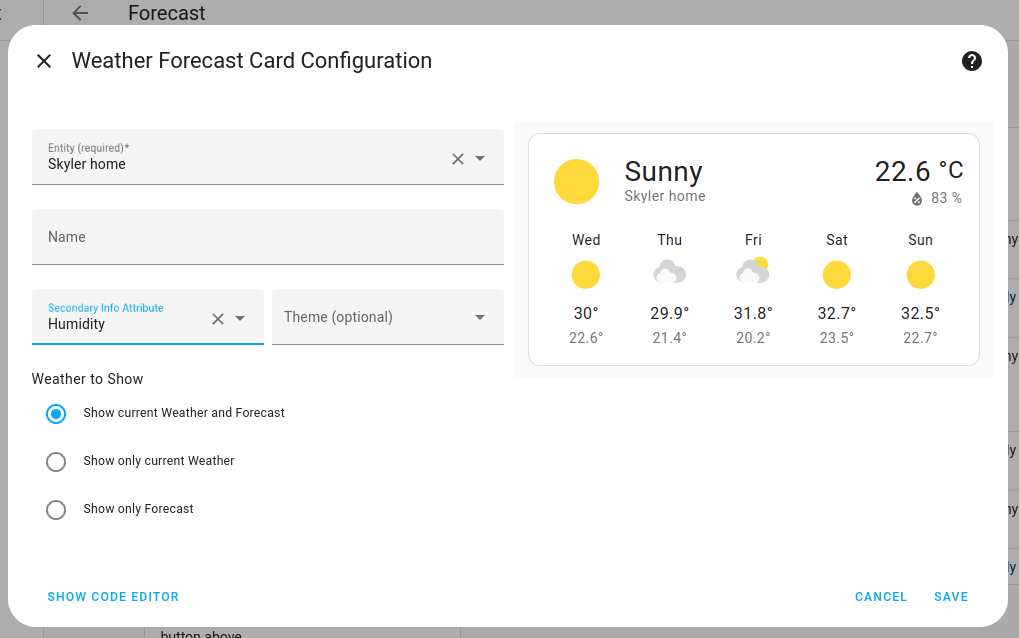 Forecast
Weather Forecast Card Configuration
Entity (required)*
Skyler home
Name
Secondary Info Attribute
Humidity
Theme (optional)
Weather to Show
Show current Weather and Forecast
Show only current Weather
Show only Forecast
Sunny
Skyler home
22.6 °C
83 %
Wed Thu Fri Sat Sun
30° 29.9° 31.8° 32.7° 32.5°
22.6° 21.4° 20.2° 23.5° 22.7°
SHOW CODE EDITOR
CANCEL SAVE
button above